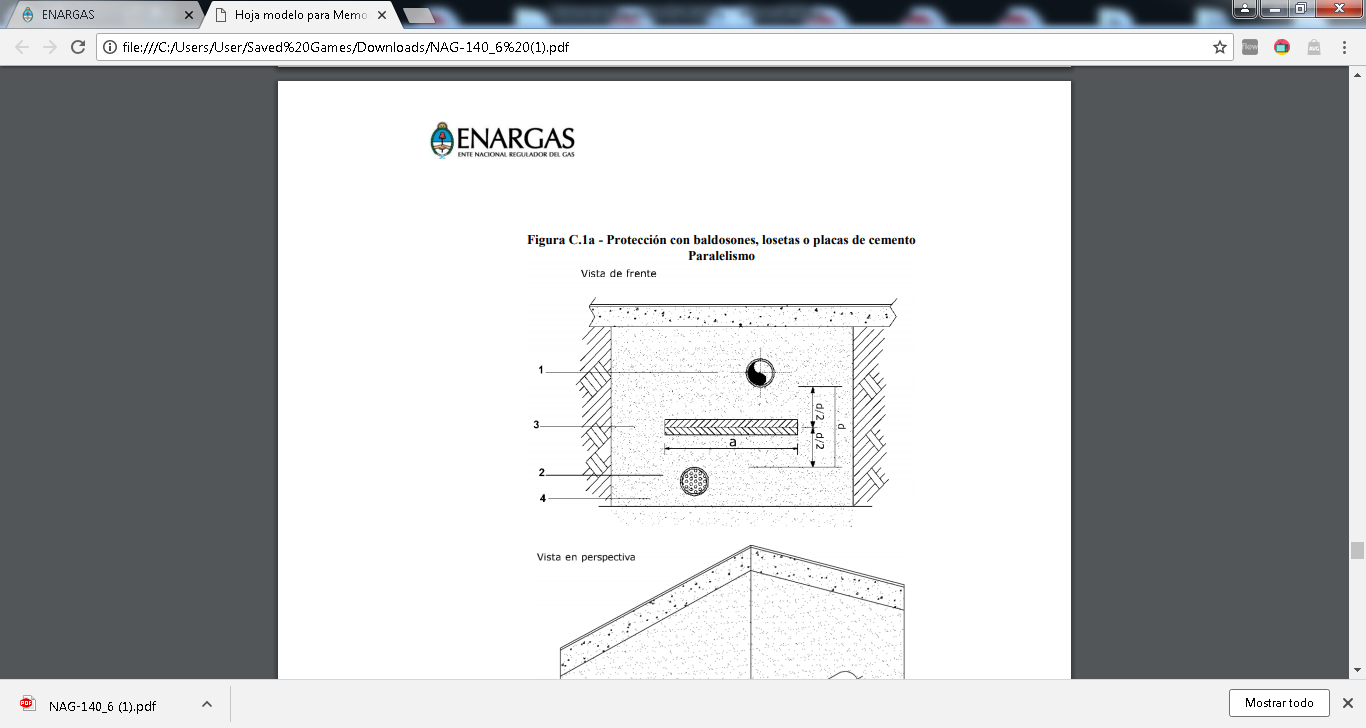 ENARGAS
Hoja modelo para Memo
file:///C:/Users/User/Saved%20Games/Downloads/NAG-140_6%20(1).pdf
ENARGAS
ENTE NACIONAL REGULADOR DEL GAS
Figura C.1a - Protección con baldosones, losetas o placas de cemento
Paralelismo
Vista de frente
1
3
2
4
a
d/2
d/2
d
Vista en perspectiva
NAG-140_6 (1).pdf
Mostrar todo